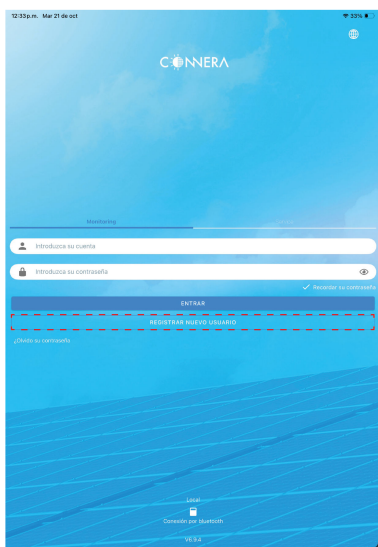 12:33 p.m. Mar 21 de oct 33%
CONNERA
Monitoring
Introduzca su cuenta
Introduzca su contraseña
Recordar su contraseña
ENTRAR
REGISTRAR NUEVO USUARIO
¿Olvido su contraseña
Local
Conexión por bluetooth
V6.9.4